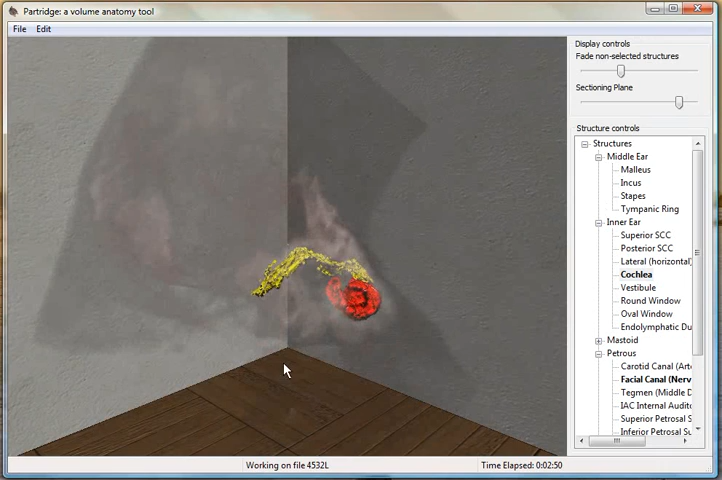 Partridge: a volume anatomy tool
File Edit
Display controls
Fade non-selected structures
Sectioning Plane
Structure controls
Structures
Middle Ear
Malleus
Incus
Stapes
Tympanic Ring
Inner Ear
Superior SCC
Posterior SCC
Lateral (horizontal)
Cochlea
Vestibule
Round Window
Oval Window
Endolymphatic Du
Mastoid
Petrous
Carotid Canal (Arte
Facial Canal (Nerv
Tegmen (Middle D
IAC Internal Audito
Superior Petrosal S
Inferior Petrosal Su
Working on file 4532L
Time Elapsed: 0:02:50